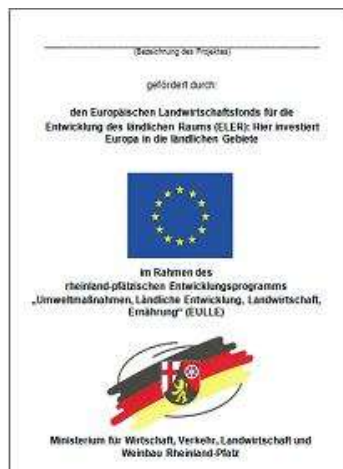 (Bezeichnung des Projektes)
gefördert durch:
den Europäischen Landwirtschaftsfonds für die
Entwicklung des ländlichen Raums (ELER): Hier investiert
Europa in die ländlichen Gebiete
im Rahmen des
rheinland-pfälzischen Entwicklungsprogramms
„Umweltmaßnahmen, Ländliche Entwicklung, Landwirtschaft,
Ernährung“ (EULLE)
Ministerium für Wirtschaft, Verkehr, Landwirtschaft und
Weinbau Rheinland-Pfalz